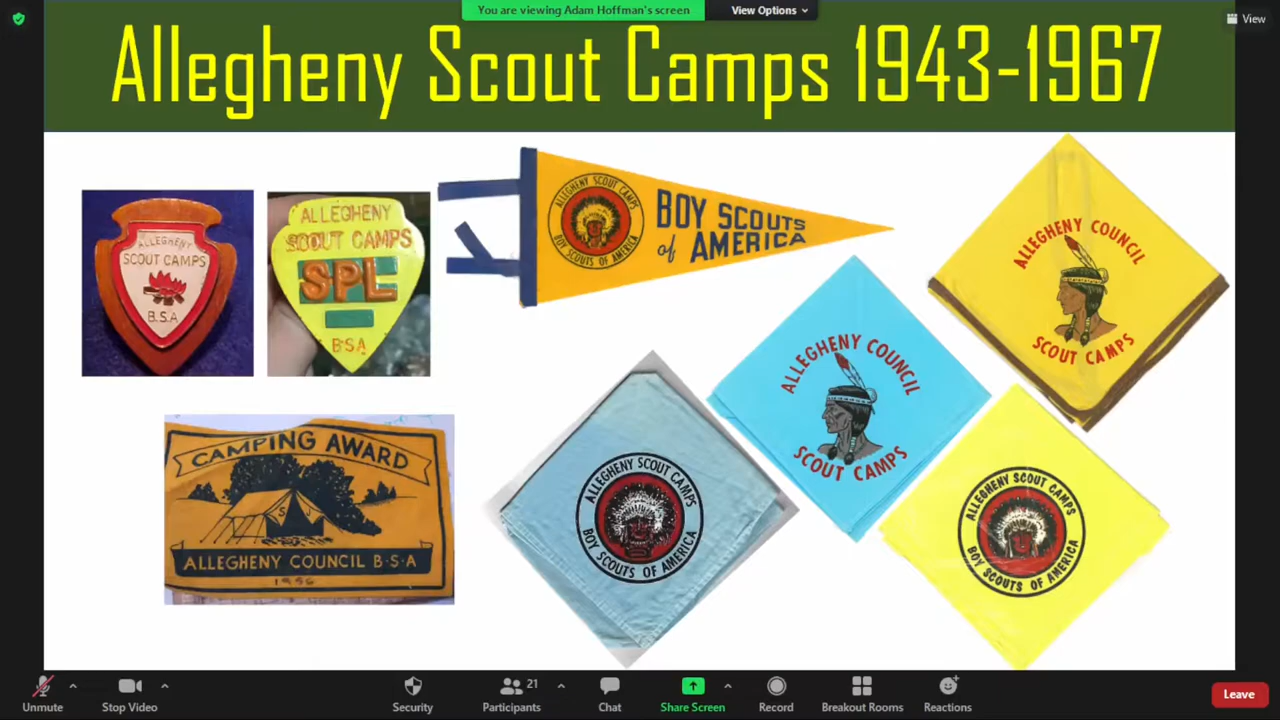 You are viewing Adam Hoffman's screen
View Options
View
Allegheny Scout Camps 1943-1967
ALLEGHENY
SCOUT CAMPS
B.S.A
ALLEGHENY
SCOUT CAMPS
SPL
BSA
ALLEGHENY SCOUT CAMPS
BOY SCOUTS OF AMERICA
BOY SCOUTS
of AMERICA
ALLEGHENY COUNCIL
SCOUT CAMPS
ALLEGHENY COUNCIL
SCOUT CAMPS
CAMPING AWARD
S J
ALLEGHENY COUNCIL B·S·A
1956
ALLEGHENY SCOUT CAMPS
BOY SCOUTS OF AMERICA
ALLEGHENY SCOUT CAMPS
BOY SCOUTS OF AMERICA
Unmute
Stop Video
Security
Participants
21
Chat
Share Screen
Record
Breakout Rooms
Reactions
Leave